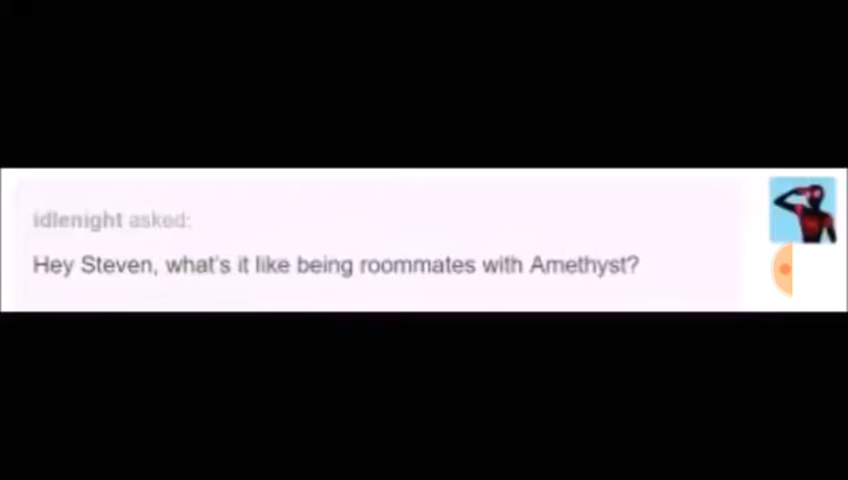 idlenight asked:
Hey Steven, what's it like being roommates with Amethyst?